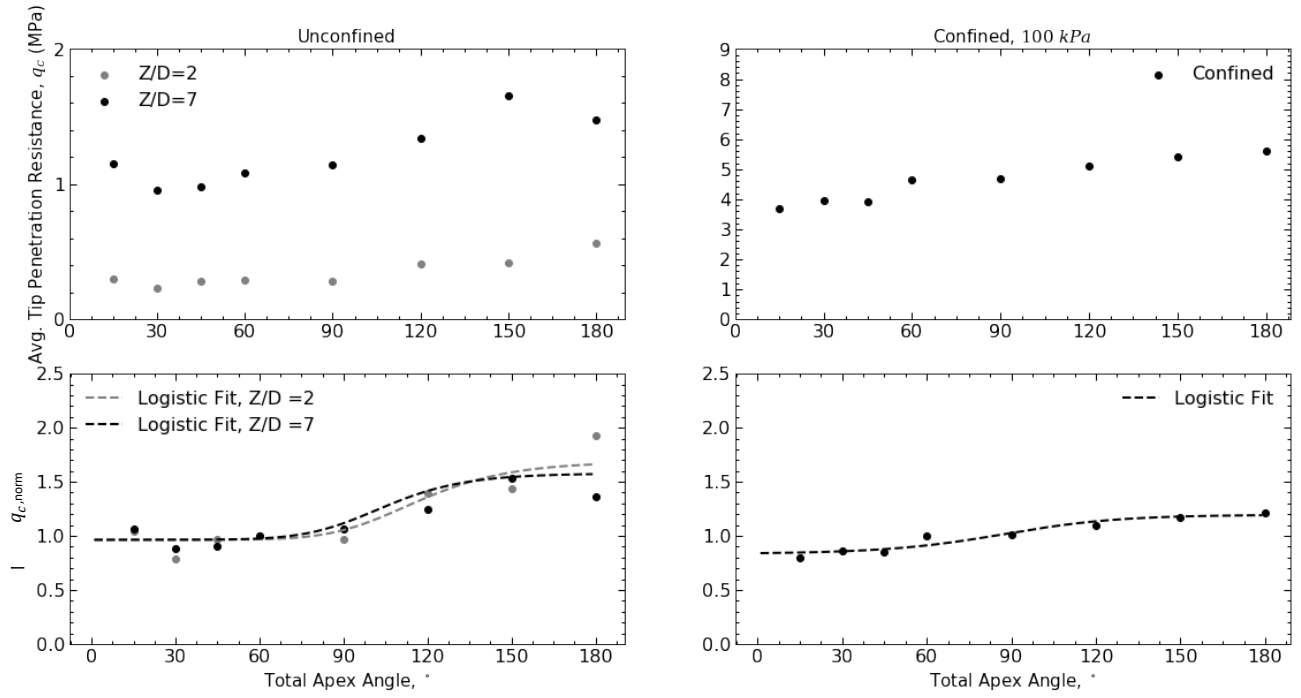 Unconfined
Avg. Tip Penetration Resistance, q_c (MPa)
2
1
0
Z/D=2
Z/D=7
0 30 60 90 120 150 180
Confined, 100 kPa
9
8
7
6
5
4
3
2
1
0
Confined
0 30 60 90 120 150 180
q_c,norm
2.5
2.0
1.5
1.0
0.5
0.0
Logistic Fit, Z/D =2
Logistic Fit, Z/D =7
0 30 60 90 120 150 180
Total Apex Angle, °
2.5
2.0
1.5
1.0
0.5
0.0
Logistic Fit
0 30 60 90 120 150 180
Total Apex Angle, °